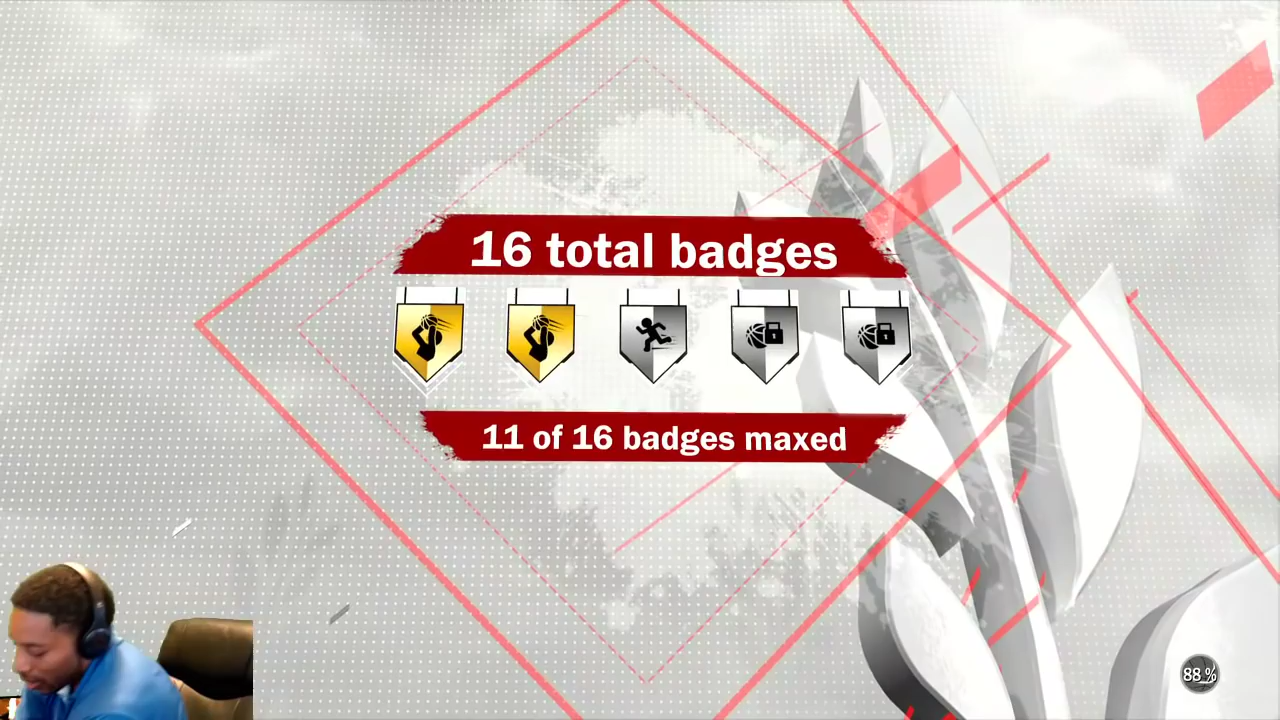 16 total badges
11 of 16 badges maxed
88 %